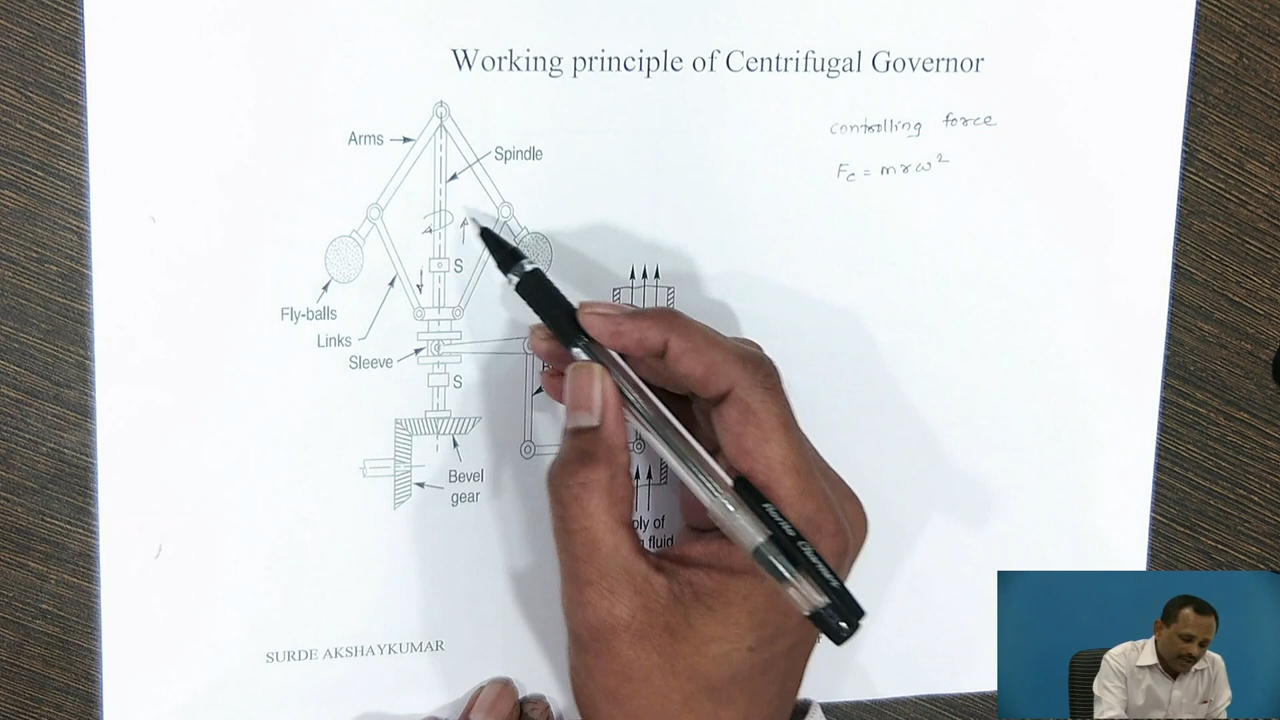 Working principle of Centrifugal Governor
controlling force
Fc = mrω²
Arms
Spindle
S
Fly-balls
Links
Sleeve
S
Bevel
gear
fluid
SURDE AKSHAYKUMAR